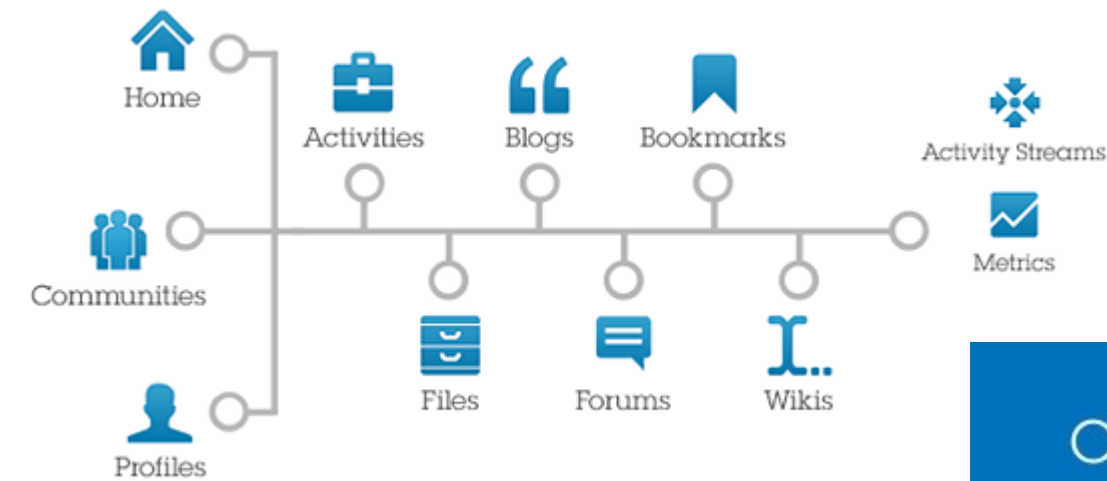 Home
Activities
Blogs
Bookmarks
Activity Streams
Metrics
Communities
Files
Forums
Wikis
Profiles